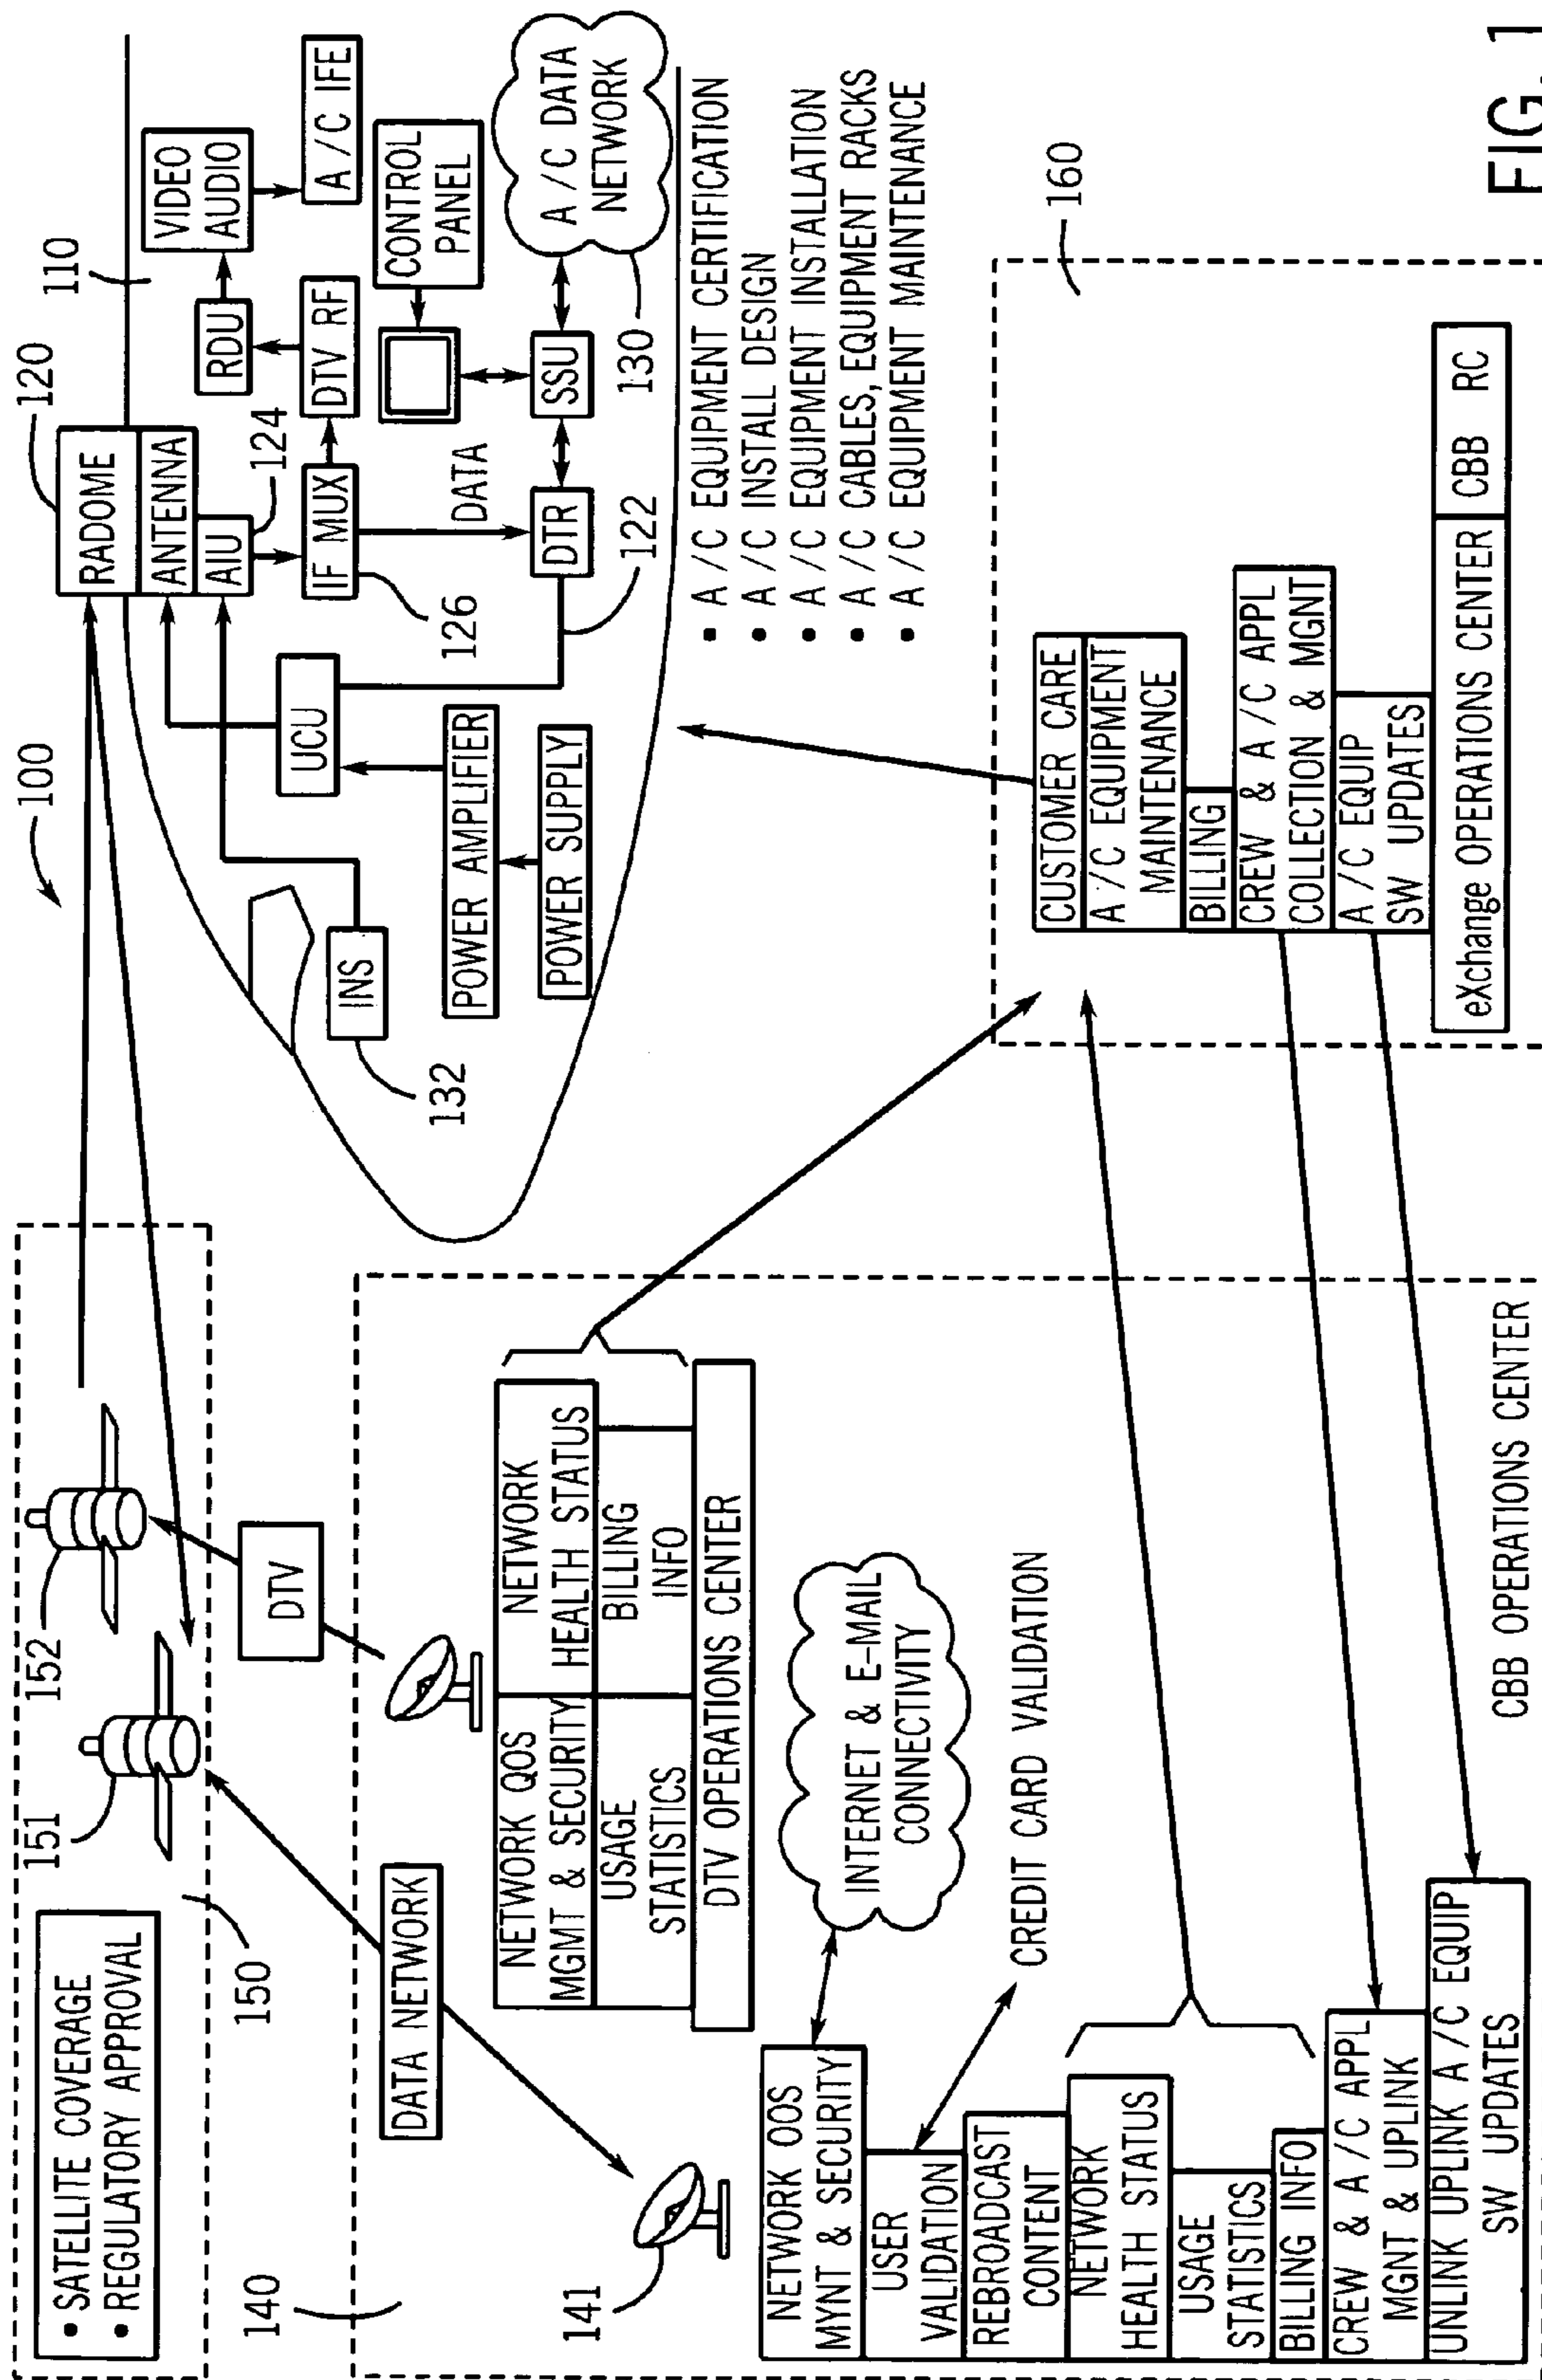 • SATELLITE COVERAGE
• REGULATORY APPROVAL
150
151
152
100
120
RADOME
ANTENNA
AIU
124
110
VIDEO
AUDIO
RDU
A/C IFE
DTV RF
IF MUX
126
CONTROL
PANEL
DATA
DTR
122
SSU
A/C DATA
NETWORK
130
UCU
INS
132
POWER AMPLIFIER
POWER SUPPLY
• A/C EQUIPMENT CERTIFICATION
• A/C INSTALL DESIGN
• A/C EQUIPMENT INSTALLATION
• A/C CABLES, EQUIPMENT RACKS
• A/C EQUIPMENT MAINTENANCE
140
141
DATA NETWORK
DTV
NETWORK QOS
MGMT & SECURITY
NETWORK
HEALTH STATUS
USAGE
STATISTICS
BILLING
INFO
DTV OPERATIONS CENTER
INTERNET & E-MAIL
CONNECTIVITY
CREDIT CARD VALIDATION
NETWORK OOS
MYNT & SECURITY
USER
VALIDATION
REBROADCAST
CONTENT
NETWORK
HEALTH STATUS
USAGE
STATISTICS
BILLING INFO
CREW & A/C APPL
MGNT & UPLINK
UNLINK UPLINK A/C EQUIP
SW UPDATES
CBB OPERATIONS CENTER
160
CUSTOMER CARE
A/C EQUIPMENT
MAINTENANCE
BILLING
CREW & A/C APPL
COLLECTION & MGNT
A/C EQUIP
SW UPDATES
eXchange OPERATIONS CENTER
CBB RC
FIG. 1